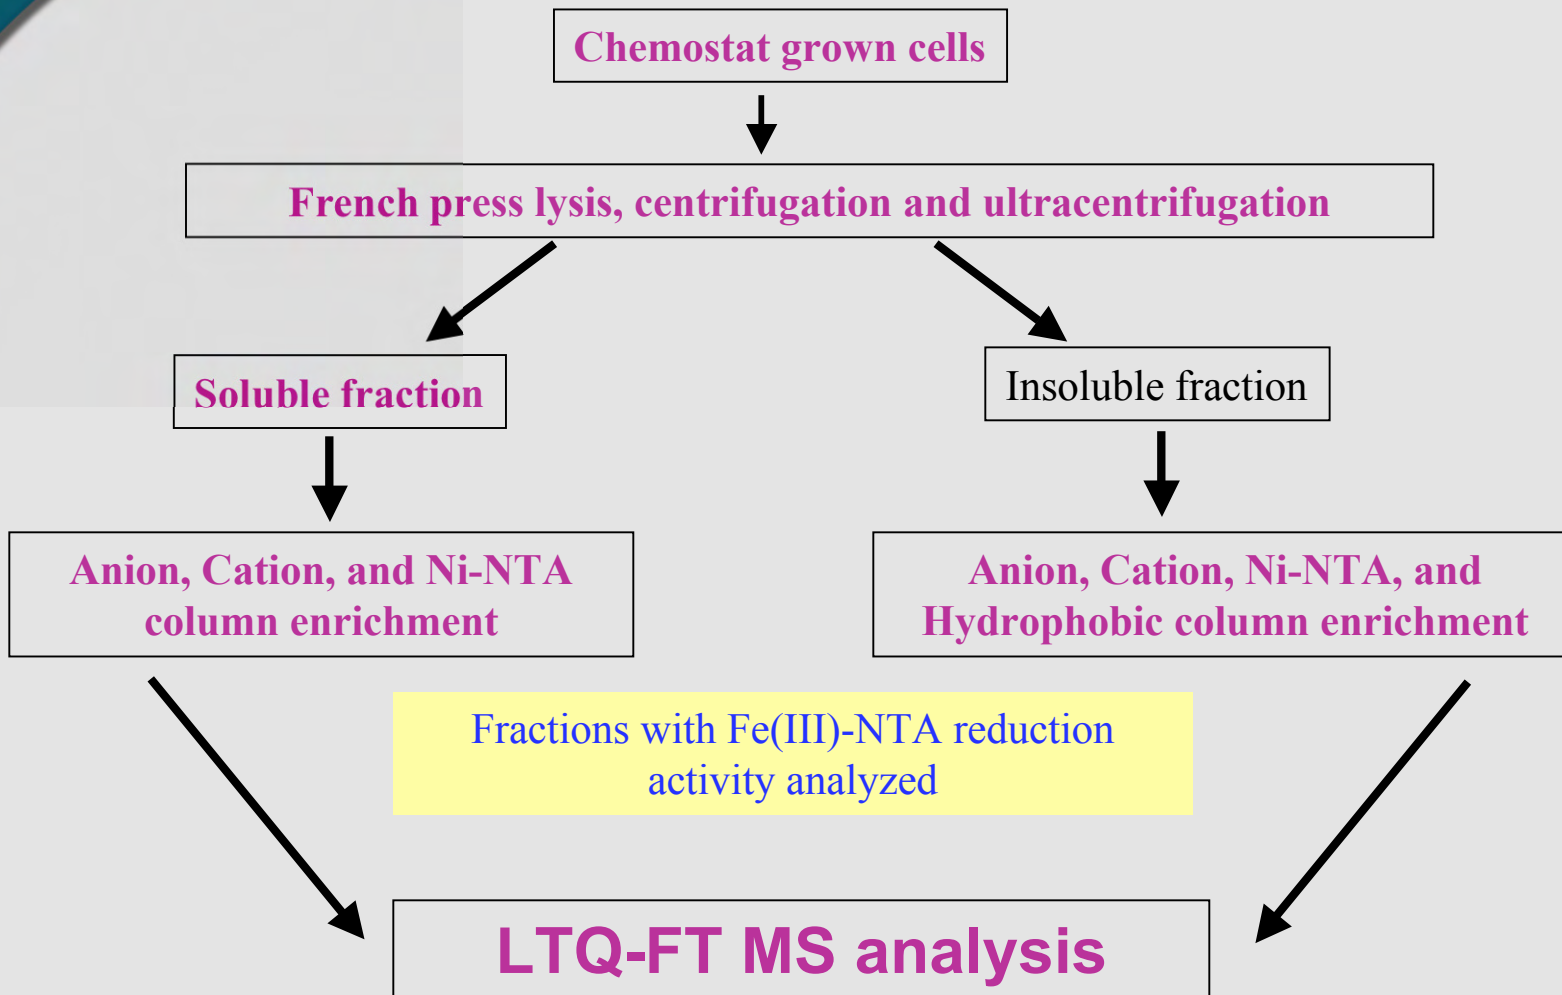 Chemostat grown cells
French press lysis, centrifugation and ultracentrifugation
Soluble fraction
Insoluble fraction
Anion, Cation, and Ni-NTA
column enrichment
Anion, Cation, Ni-NTA, and
Hydrophobic column enrichment
Fractions with Fe(III)-NTA reduction
activity analyzed
LTQ-FT MS analysis